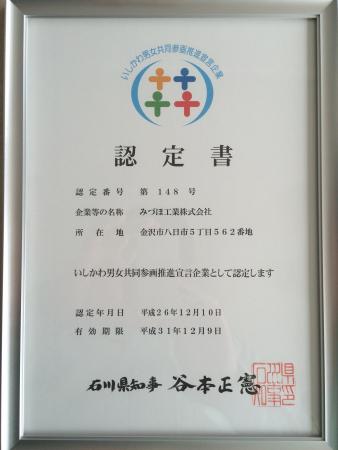 いしかわ男女共同参画推進宣言企業
認定書
認定番号 第 148 号
企業等の名称 みづほ工業株式会社
所在地 金沢市八日市5丁目562番地
いしかわ男女共同参画推進宣言企業として認定します
認定年月日 平成26年12月10日
有効期限 平成31年12月9日
石川県知事 谷本正憲